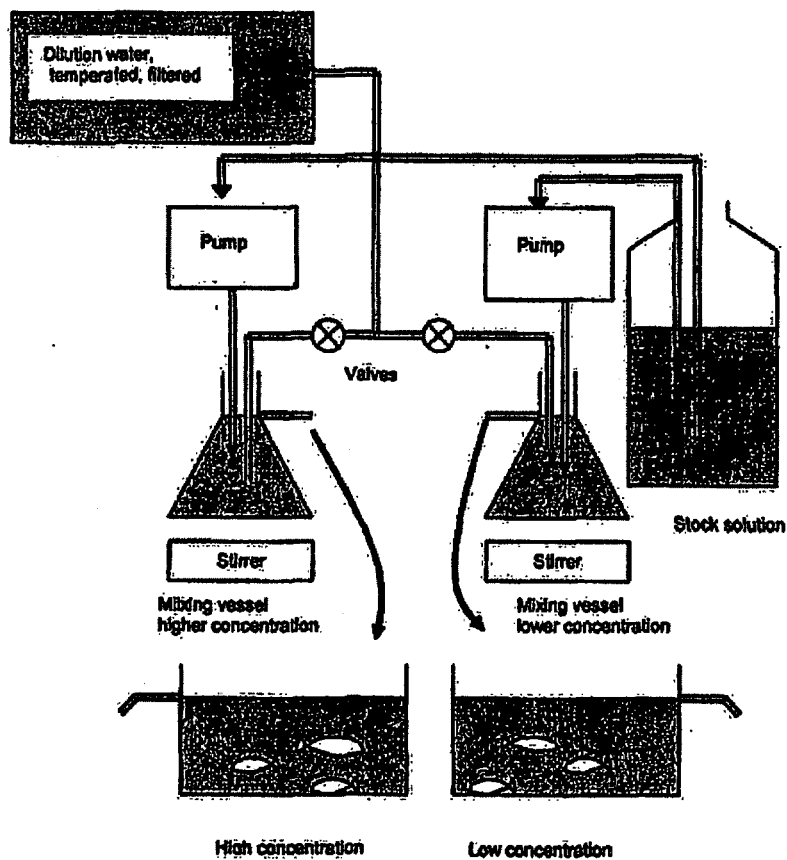 Dilution water,
temperated, filtered
Pump
Pump
Valves
Stock solution
Stirrer
Stirrer
Mixing vessel
higher concentration
Mixing vessel
lower concentration
High concentration
Low concentration